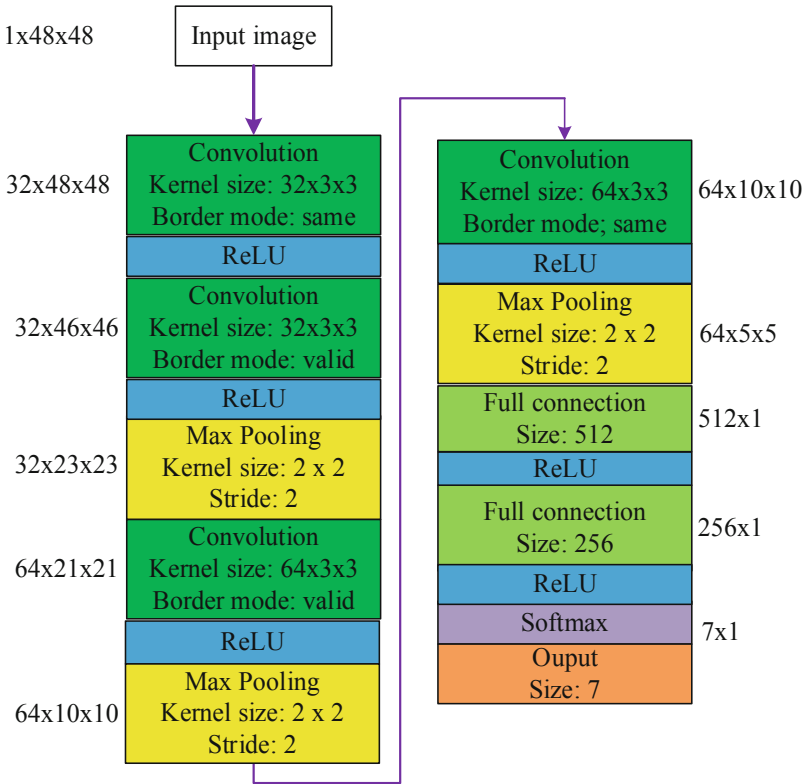 1x48x48
Input image
32x48x48
Convolution
Kernel size: 32x3x3
Border mode: same
ReLU
32x46x46
Convolution
Kernel size: 32x3x3
Border mode: valid
ReLU
32x23x23
Max Pooling
Kernel size: 2 x 2
Stride: 2
64x21x21
Convolution
Kernel size: 64x3x3
Border mode: valid
ReLU
64x10x10
Max Pooling
Kernel size: 2 x 2
Stride: 2
Convolution
Kernel size: 64x3x3
Border mode; same
64x10x10
ReLU
Max Pooling
Kernel size: 2 x 2
Stride: 2
64x5x5
Full connection
Size: 512
512x1
ReLU
Full connection
Size: 256
256x1
ReLU
Softmax
7x1
Ouput
Size: 7